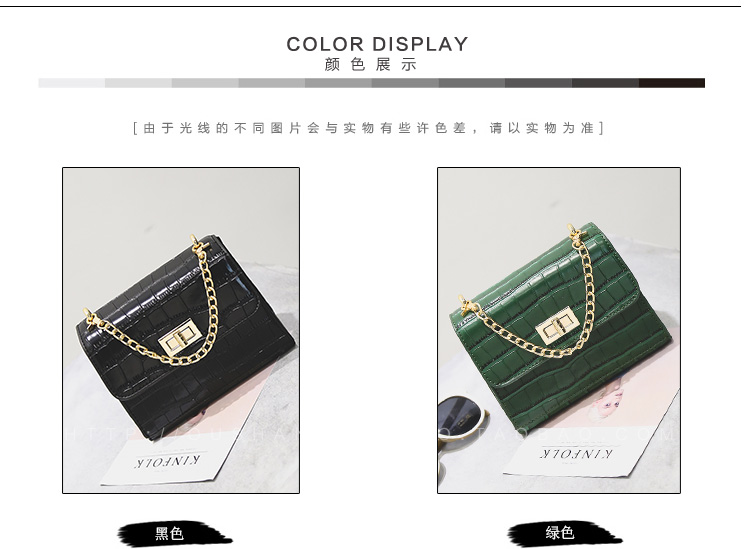 COLOR DISPLAY
颜色展示
[由于光线的不同图片会与实物有些许色差，请以实物为准]
KINFOLK
KINFOLK
黑色
绿色